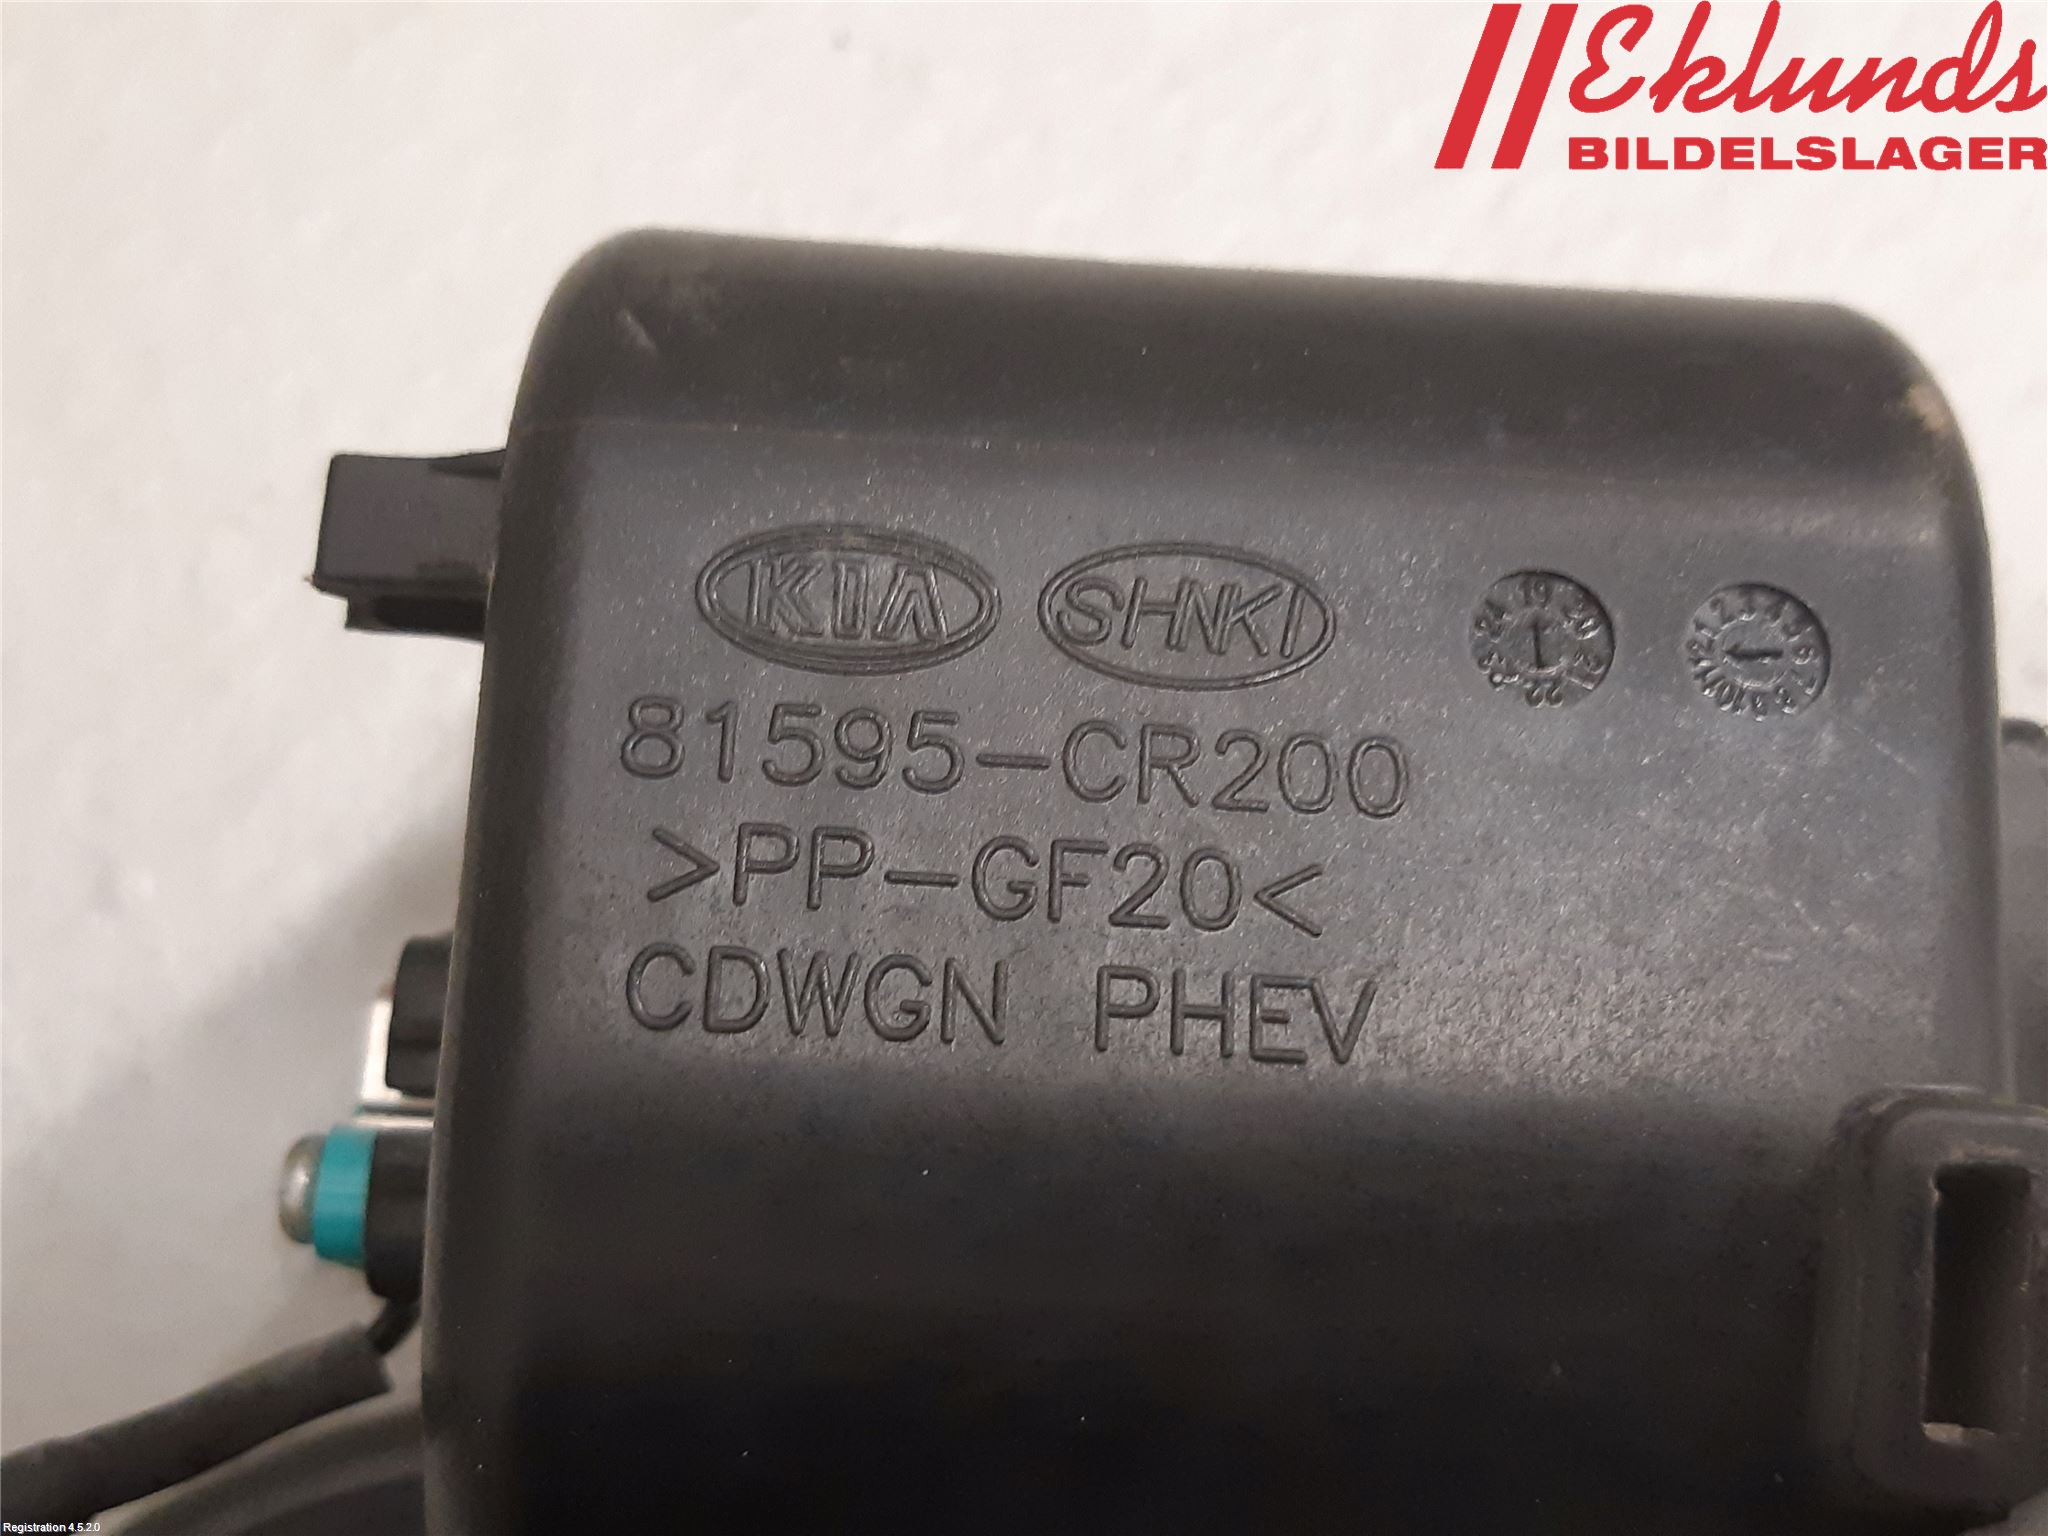 Eklunds
BILDELSLAGER
KIA SHNKI
81595-CR200
>PP-GF20<
CDWGN PHEV
Registration 4.5.2.0